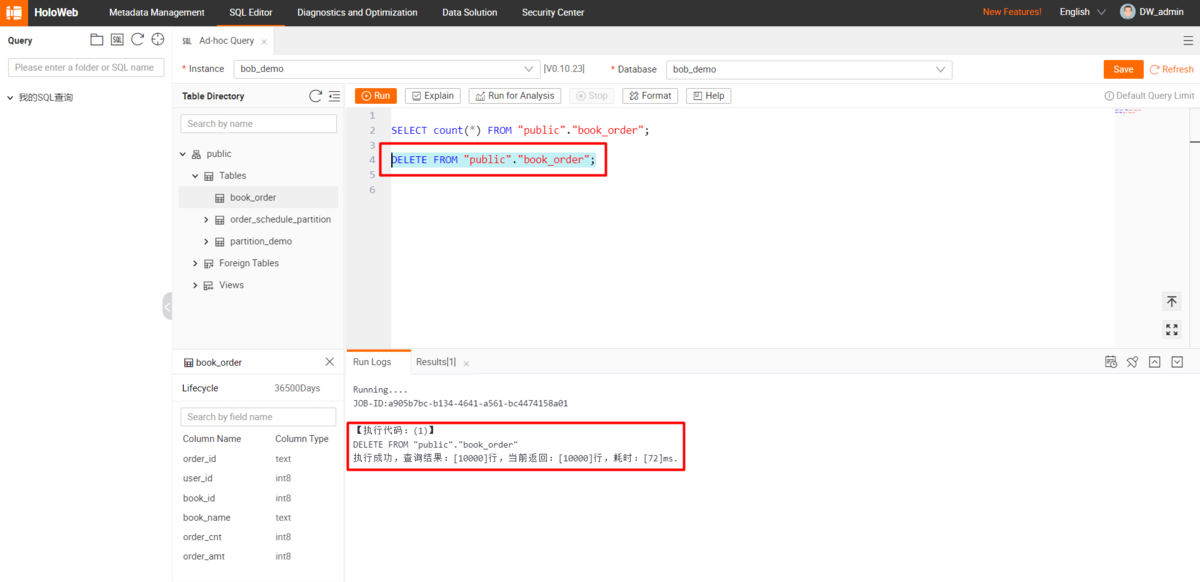 HoloWeb Metadata Management SQL Editor Diagnostics and Optimization Data Solution Security Center New Features! English DW_admin
Query SQL Ad-hoc Query
Please enter a folder or SQL name
我的SQL查询
* Instance bob_demo [V0.10.23] * Database bob_demo Save Refresh
Table Directory
Search by name
public
Tables
book_order
order_schedule_partition
partition_demo
Foreign Tables
Views
Run Explain Run for Analysis Stop Format Help Default Query Limit
1
2 SELECT count(*) FROM "public"."book_order";
3
4 DELETE FROM "public"."book_order";
5
6
book_order
Lifecycle 36500Days
Search by field name
Column Name Column Type
order_id text
user_id int8
book_id int8
book_name text
order_cnt int8
order_amt int8
Run Logs Results[1]
Running....
JOB-ID:a905b7bc-b134-4641-a561-bc4474158a01
【执行代码：(1)】
DELETE FROM "public"."book_order"
执行成功，查询结果：[10000]行，当前返回：[10000]行，耗时：[72]ms.